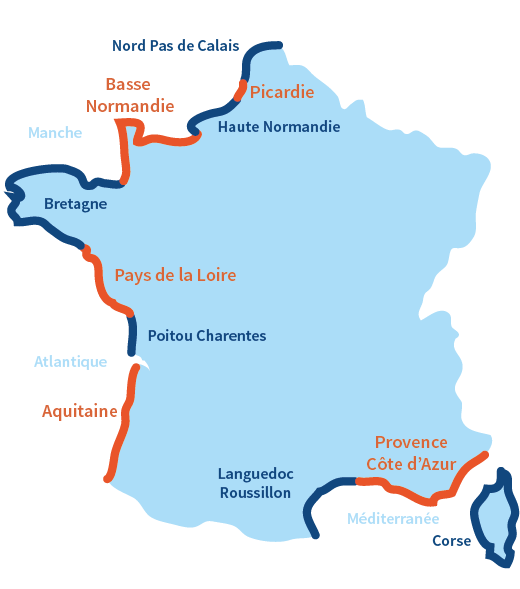 Nord Pas de Calais
Basse
Normandie
Picardie
Haute Normandie
Manche
Bretagne
Pays de la Loire
Poitou Charentes
Atlantique
Aquitaine
Provence
Côte d'Azur
Languedoc
Roussillon
Méditerranée
Corse